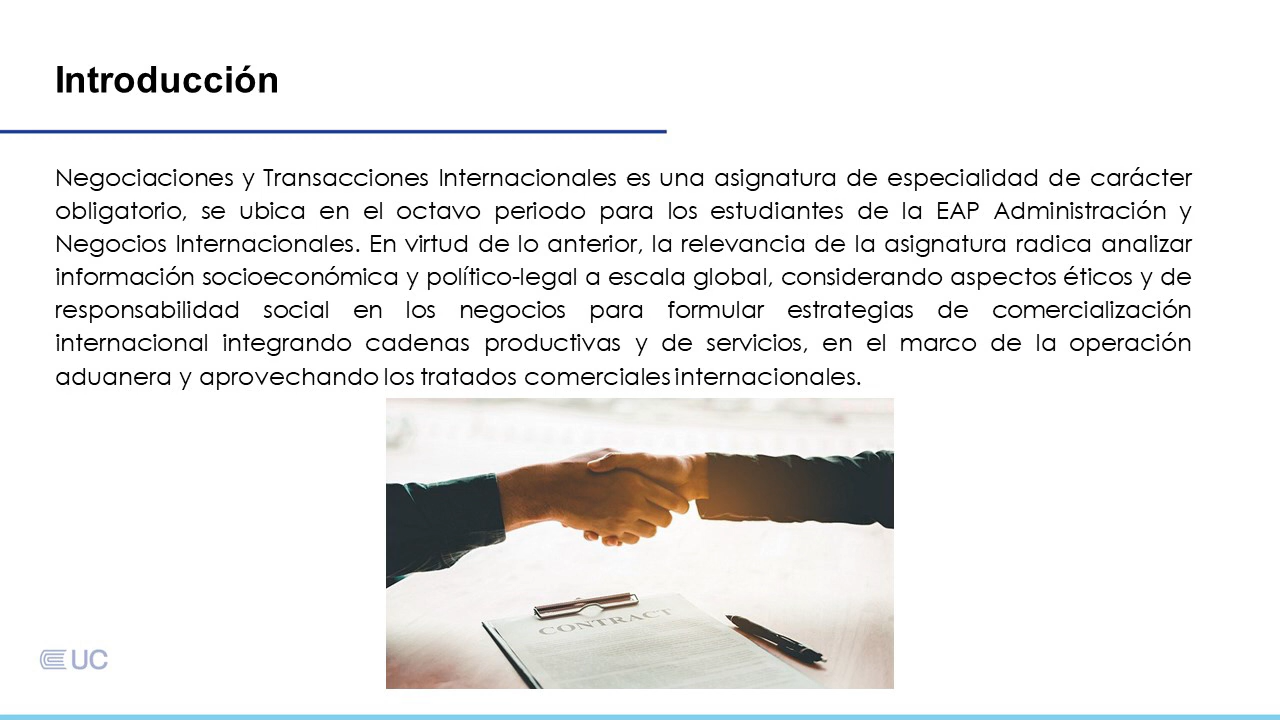 Introducción
Negociaciones y Transacciones Internacionales es una asignatura de especialidad de carácter
obligatorio, se ubica en el octavo periodo para los estudiantes de la EAP Administración y
Negocios Internacionales. En virtud de lo anterior, la relevancia de la asignatura radica analizar
información socioeconómica y político-legal a escala global, considerando aspectos éticos y de
responsabilidad social en los negocios para formular estrategias de comercialización
internacional integrando cadenas productivas y de servicios, en el marco de la operación
aduanera y aprovechando los tratados comerciales internacionales.
CONTRACT
UC